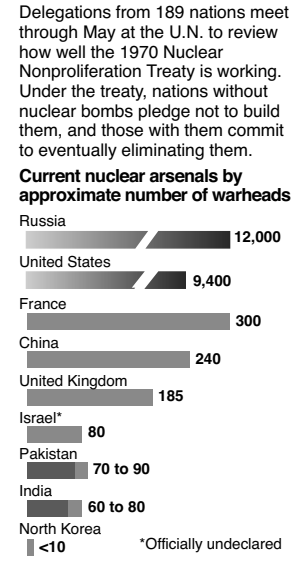 Delegations from 189 nations meet
through May at the U.N. to review
how well the 1970 Nuclear
Nonproliferation Treaty is working.
Under the treaty, nations without
nuclear bombs pledge not to build
them, and those with them commit
to eventually eliminating them.
Current nuclear arsenals by
approximate number of warheads
Russia
12,000
United States
9,400
France
300
China
240
United Kingdom
185
Israel*
80
Pakistan
70 to 90
India
60 to 80
North Korea
<10
*Officially undeclared